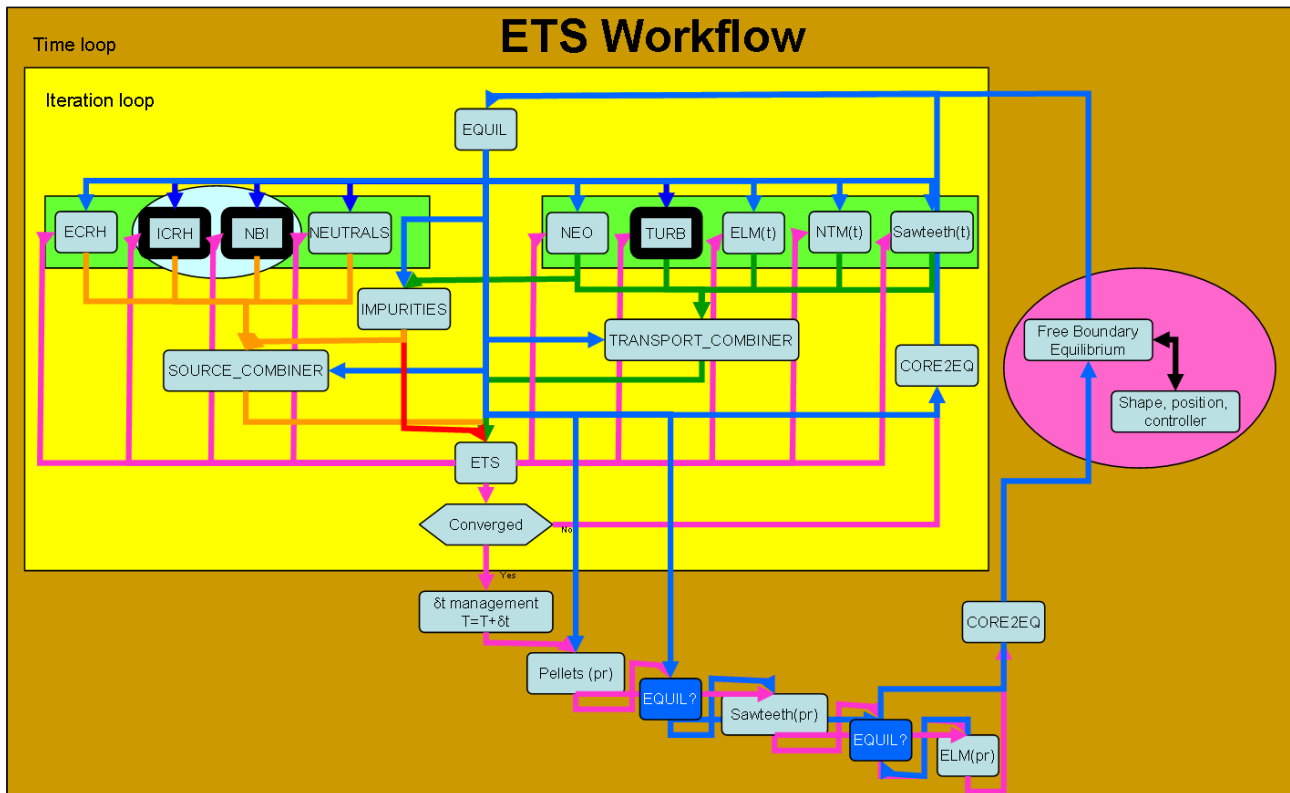 ETS Workflow
Time loop
Iteration loop
EQUIL
ECRH
ICRH
NBI
NEUTRALS
NEO
TURB
ELM(t)
NTM(t)
Sawteeth(t)
IMPURITIES
SOURCE_COMBINER
TRANSPORT_COMBINER
CORE2EQ
Free Boundary
Equilibrium
Shape, position,
controller
ETS
Converged
No
Yes
δt management
T=T+δt
CORE2EQ
Pellets (pr)
EQUIL?
Sawteeth(pr)
EQUIL?
ELM(pr)